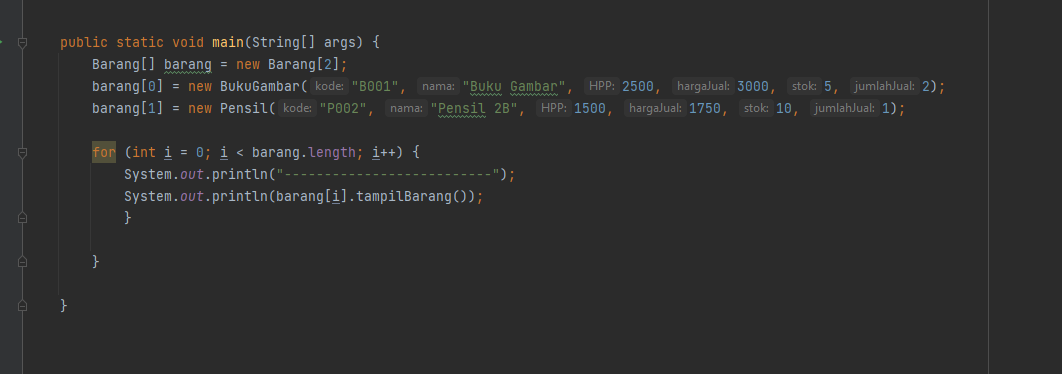 public static void main(String[] args) {
Barang[] barang = new Barang[2];
barang[0] = new BukuGambar( kode: "B001", nama: "Buku Gambar", HPP: 2500, hargaJual: 3000, stok: 5, jumlahJual: 2);
barang[1] = new Pensil( kode: "P002", nama: "Pensil 2B", HPP: 1500, hargaJual: 1750, stok: 10, jumlahJual: 1);
for (int i = 0; i < barang.length; i++) {
System.out.println("--------------------------");
System.out.println(barang[i].tampilBarang());
}
}
}